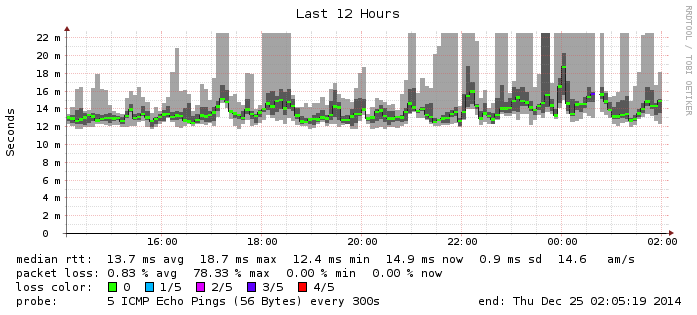 Last 12 Hours
RRDTOOL / TOBI OETIKER
Seconds
22 m
20 m
18 m
16 m
14 m
12 m
10 m
8 m
6 m
4 m
2 m
0
16:00 18:00 20:00 22:00 00:00 02:00
median rtt: 13.7 ms avg 18.7 ms max 12.4 ms min 14.9 ms now 0.9 ms sd 14.6 am/s
packet loss: 0.83 % avg 78.33 % max 0.00 % min 0.00 % now
loss color: 0 1/5 2/5 3/5 4/5
probe: 5 ICMP Echo Pings (56 Bytes) every 300s end: Thu Dec 25 02:05:19 2014